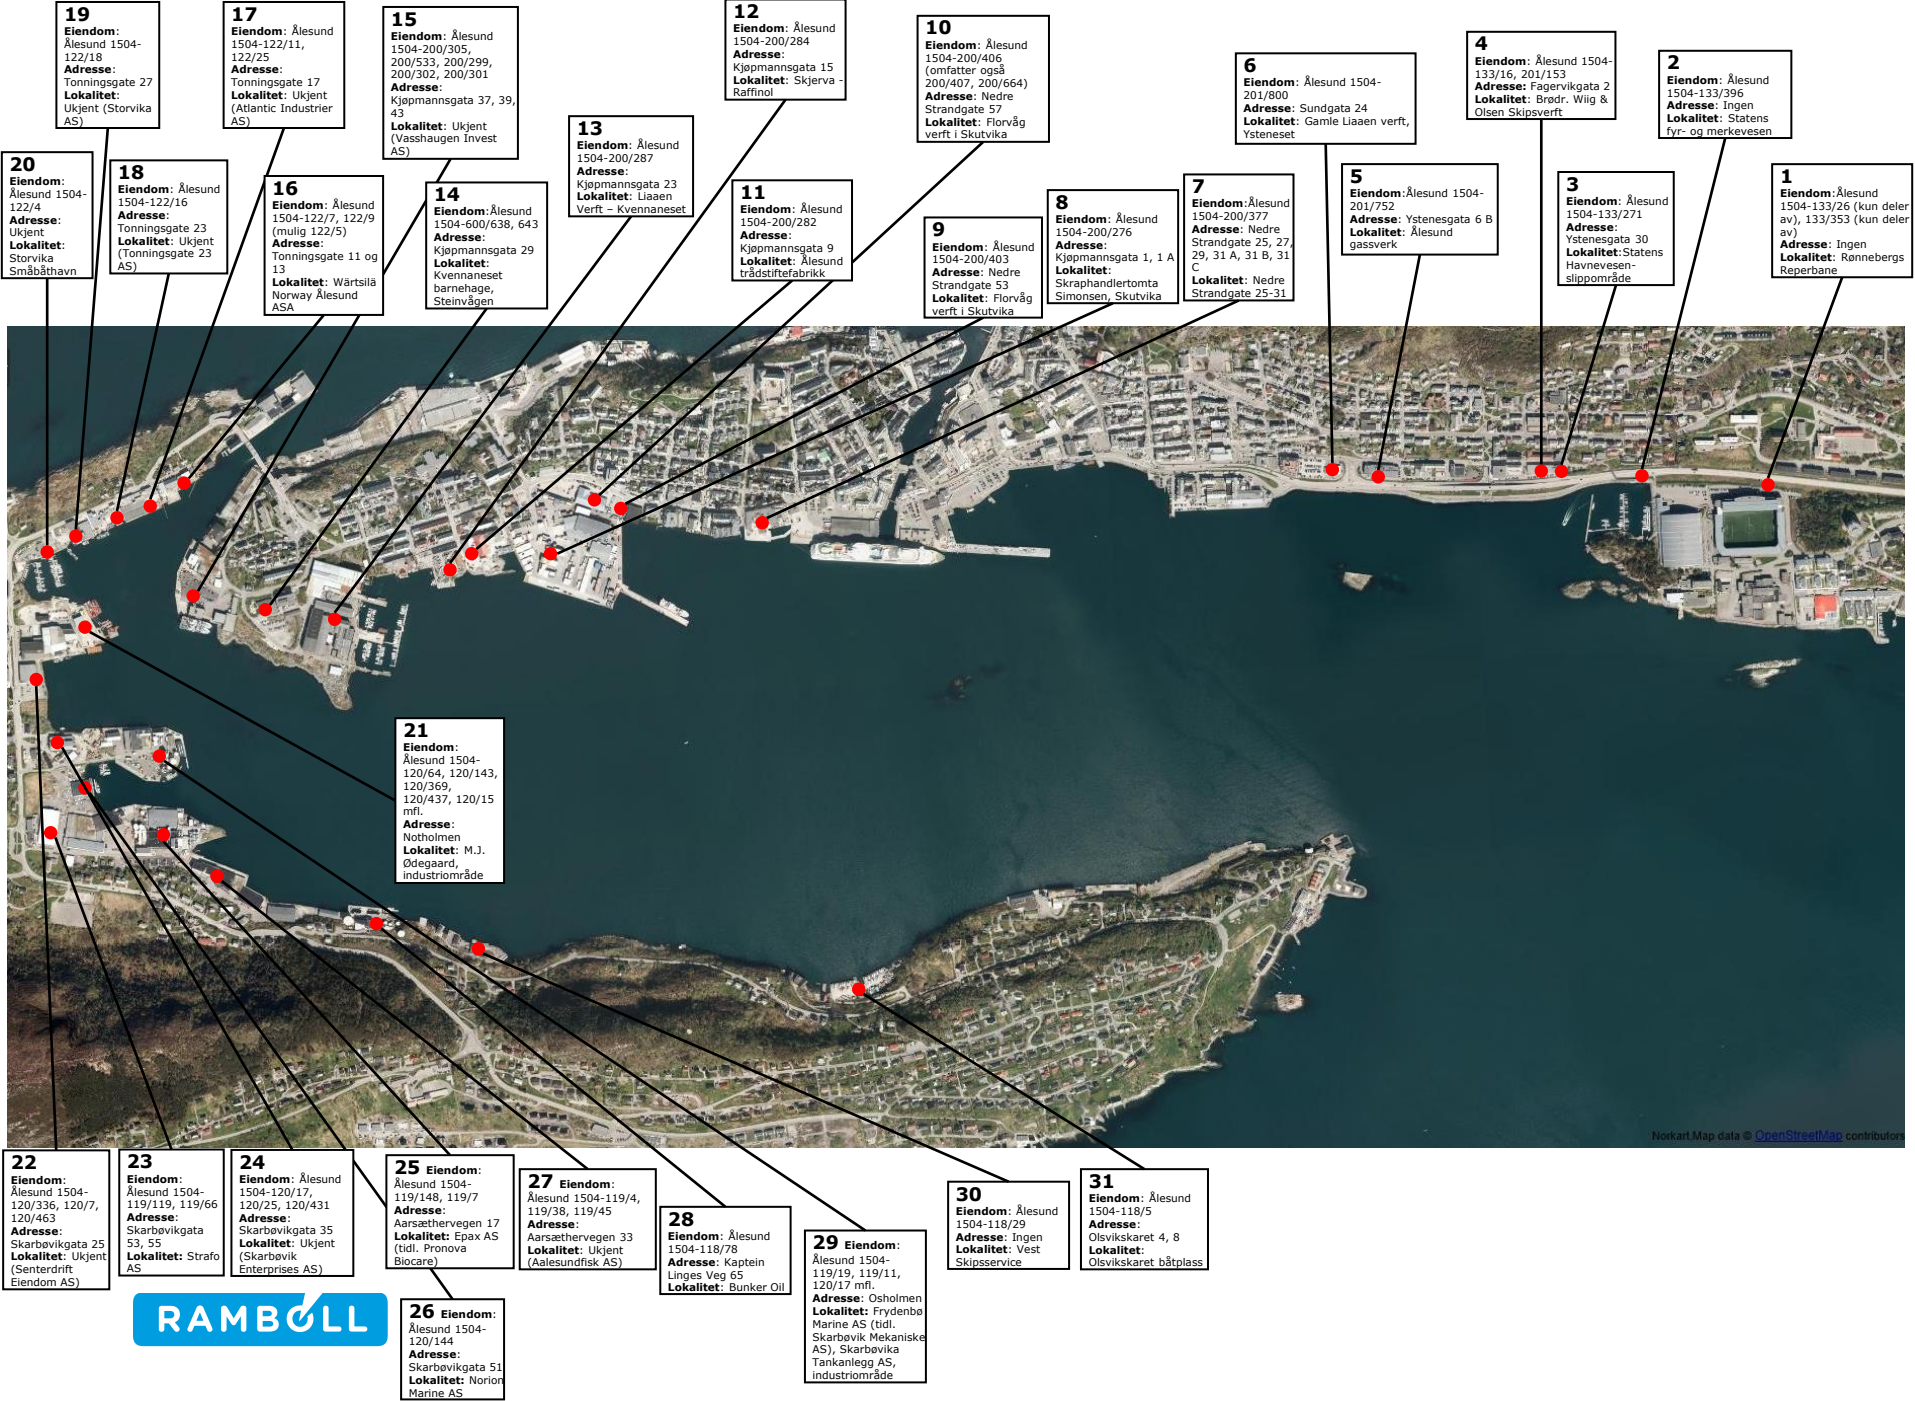 19
Eiendom:
Ålesund 1504-
122/18
Adresse:
Tonningsgate 27
Lokalitet:
Ukjent (Storvika
AS)
17
Eiendom: Ålesund
1504-122/11,
122/25
Adresse:
Tonningsgate 17
Lokalitet: Ukjent
(Atlantic Industrier
AS)
15
Eiendom: Ålesund
1504-200/305,
200/533, 200/299,
200/302, 200/301
Adresse:
Kjøpmannsgata 37, 39,
43
Lokalitet: Ukjent
(Vasshaugen Invest
AS)
12
Eiendom: Ålesund
1504-200/284
Adresse:
Kjøpmannsgata 15
Lokalitet: Skjerva -
Raffinol
10
Eiendom: Ålesund
1504-200/406
(omfatter også
200/407, 200/664)
Adresse: Nedre
Strandgate 57
Lokalitet: Florvåg
verft i Skutvika
6
Eiendom: Ålesund 1504-
201/800
Adresse: Sundgata 24
Lokalitet: Gamle Liaaen verft,
Ysteneset
4
Eiendom: Ålesund 1504-
133/16, 201/153
Adresse: Fagervikgata 2
Lokalitet: Brødr. Wiig &
Olsen Skipsverft
2
Eiendom: Ålesund
1504-133/396
Adresse: Ingen
Lokalitet: Statens
fyr- og merkevesen
20
Eiendom:
Ålesund 1504-
122/4
Adresse:
Ukjent
Lokalitet:
Storvika
Småbåthavn
18
Eiendom: Ålesund
1504-122/16
Adresse:
Tonningsgate 23
Lokalitet: Ukjent
(Tonningsgate 23
AS)
16
Eiendom: Ålesund
1504-122/7, 122/9
(mulig 122/5)
Adresse:
Tonningsgate 11 og
13
Lokalitet: Wärtsilä
Norway Ålesund
ASA
14
Eiendom:Ålesund
1504-600/638, 643
Adresse:
Kjøpmannsgata 29
Lokalitet:
Kvennaneset
barnehage,
Steinvågen
13
Eiendom: Ålesund
1504-200/287
Adresse:
Kjøpmannsgata 23
Lokalitet: Liaaen
Verft – Kvennaneset
11
Eiendom: Ålesund
1504-200/282
Adresse:
Kjøpmannsgata 9
Lokalitet: Ålesund
trådstiftefabrikk
9
Eiendom: Ålesund
1504-200/403
Adresse: Nedre
Strandgate 53
Lokalitet: Florvåg
verft i Skutvika
8
Eiendom: Ålesund
1504-200/276
Adresse:
Kjøpmannsgata 1, 1 A
Lokalitet:
Skraphandlertomta
Simonsen, Skutvika
7
Eiendom:Ålesund
1504-200/377
Adresse: Nedre
Strandgate 25, 27,
29, 31 A, 31 B, 31
C
Lokalitet: Nedre
Strandgate 25-31
5
Eiendom:Ålesund 1504-
201/752
Adresse: Ystenesgata 6 B
Lokalitet: Ålesund
gassverk
3
Eiendom: Ålesund
1504-133/271
Adresse:
Ystenesgata 30
Lokalitet:Statens
Havnevesen-
slippområde
1
Eiendom:Ålesund
1504-133/26 (kun deler
av), 133/353 (kun deler
av)
Adresse: Ingen
Lokalitet: Rønnebergs
Reperbane
21
Eiendom:
Ålesund 1504-
120/64, 120/143,
120/369,
120/437, 120/15
mfl.
Adresse:
Notholmen
Lokalitet: M.J.
Ødegaard,
industriområde
Norkart,Map data © OpenStreetMap contributors
22
Eiendom:
Ålesund 1504-
120/336, 120/7,
120/463
Adresse:
Skarbøvikgata 25
Lokalitet: Ukjent
(Senterdrift
Eiendom AS)
23
Eiendom:
Ålesund 1504-
119/119, 119/66
Adresse:
Skarbøvikgata
53, 55
Lokalitet: Strafo
AS
24
Eiendom: Ålesund
1504-120/17,
120/25, 120/431
Adresse:
Skarbøvikgata 35
Lokalitet: Ukjent
(Skarbøvik
Enterprises AS)
25 Eiendom:
Ålesund 1504-
119/148, 119/7
Adresse:
Aarsæthervegen 17
Lokalitet: Epax AS
(tidl. Pronova
Biocare)
27 Eiendom:
Ålesund 1504-119/4,
119/38, 119/45
Adresse:
Aarsæthervegen 33
Lokalitet: Ukjent
(Aalesundfisk AS)
28
Eiendom: Ålesund
1504-118/78
Adresse: Kaptein
Linges Veg 65
Lokalitet: Bunker Oil
29 Eiendom:
Ålesund 1504-
119/19, 119/11,
120/17 mfl.
Adresse: Osholmen
Lokalitet: Frydenbø
Marine AS (tidl.
Skarbøvik Mekaniske
AS), Skarbøvika
Tankanlegg AS,
industriområde
30
Eiendom: Ålesund
1504-118/29
Adresse: Ingen
Lokalitet: Vest
Skipsservice
31
Eiendom: Ålesund
1504-118/5
Adresse:
Olsvikskaret 4, 8
Lokalitet:
Olsvikskaret båtplass
RAMBOLL
26 Eiendom:
Ålesund 1504-
120/144
Adresse:
Skarbøvikgata 51
Lokalitet: Norion
Marine AS